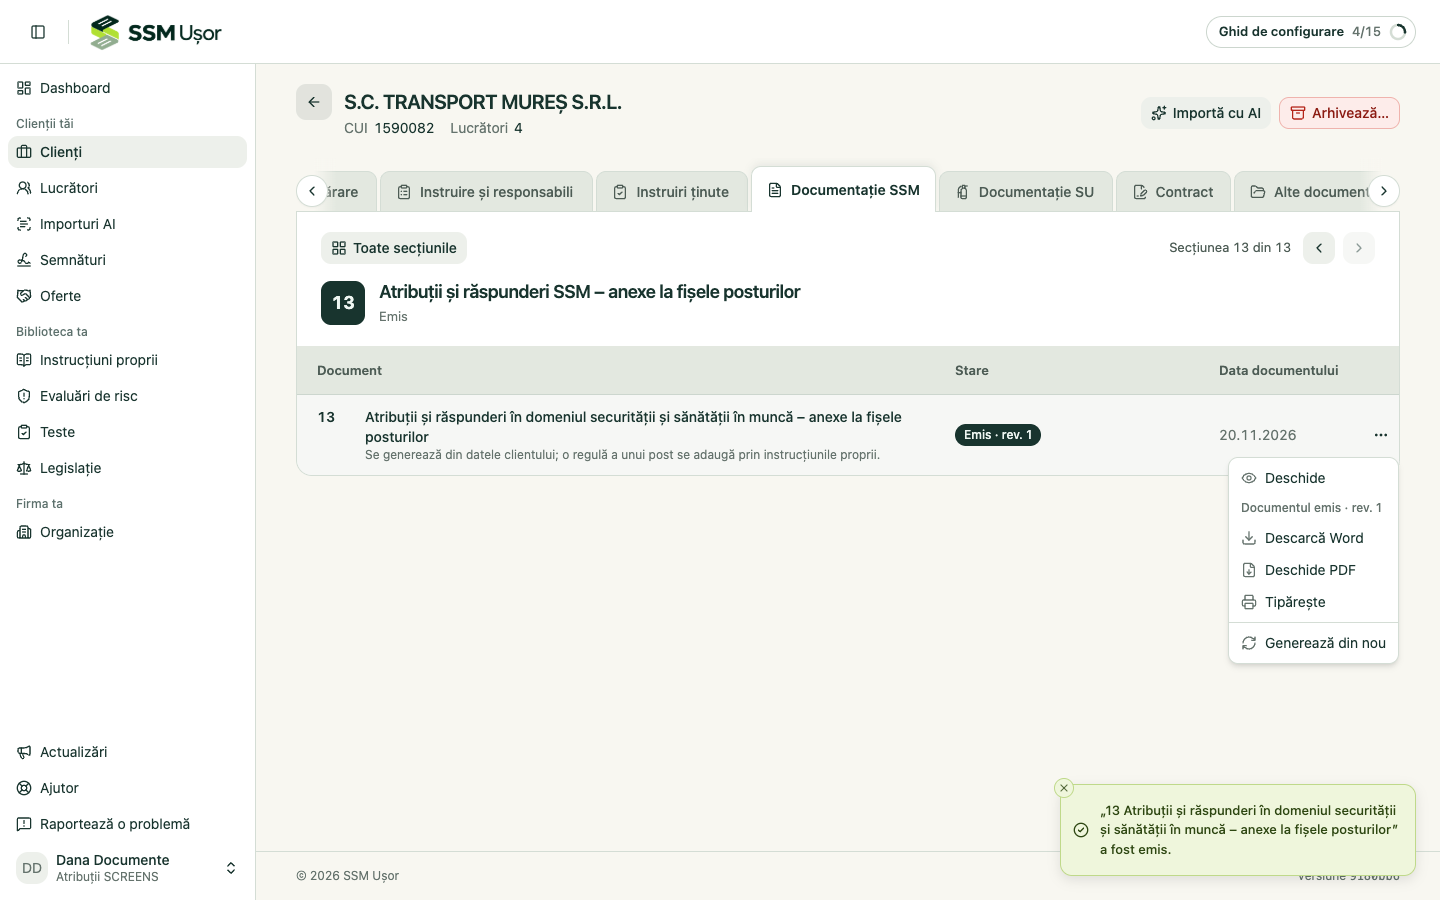 SSM Ușor
Ghid de configurare 4/15
Dashboard
Clienții tăi
Clienți
Lucrători
Importuri AI
Semnături
Oferte
Biblioteca ta
Instrucțiuni proprii
Evaluări de risc
Teste
Legislație
Firma ta
Organizație
Actualizări
Ajutor
Raportează o problemă
DD
Dana Documente
Atribuții SCREENS
S.C. TRANSPORT MUREȘ S.R.L.
CUI 1590082 Lucrători 4
Importă cu AI
Arhivează...
Instruire și responsabili
Instruiri ținute
Documentație SSM
Documentație SU
Contract
Alte document
Toate secțiunile
Secțiunea 13 din 13
13
Atribuții și răspunderi SSM – anexe la fișele posturilor
Emis
Document Stare Data documentului
13 Atribuții și răspunderi în domeniul securității și sănătății în muncă – anexe la fișele
posturilor
Se generează din datele clientului; o regulă a unui post se adaugă prin instrucțiunile proprii.
Emis · rev. 1
20.11.2026
Deschide
Documentul emis · rev. 1
Descarcă Word
Deschide PDF
Tipărește
Generează din nou
„13 Atribuții și răspunderi în domeniul securității
și sănătății în muncă – anexe la fișele posturilor”
a fost emis.
© 2026 SSM Ușor